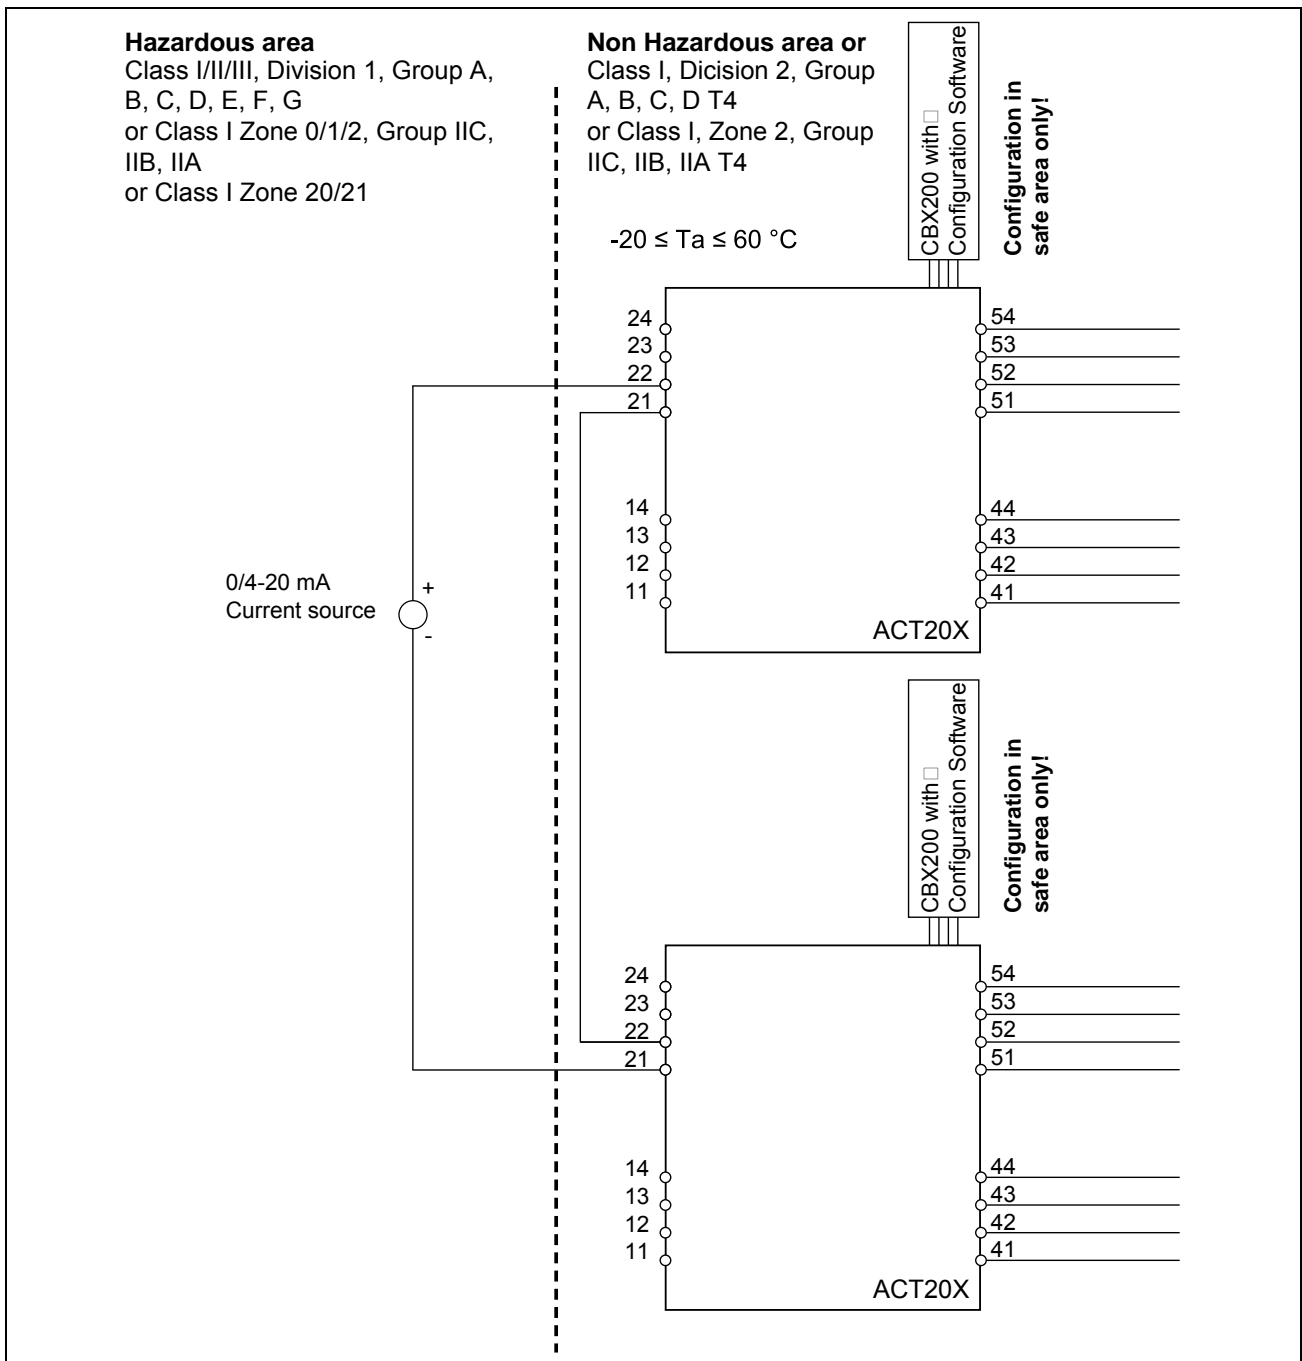 Hazardous area
Class I/II/III, Division 1, Group A,
B, C, D, E, F, G
or Class I Zone 0/1/2, Group IIC,
IIB, IIA
or Class I Zone 20/21
Non Hazardous area or
Class I, Dicision 2, Group
A, B, C, D T4
or Class I, Zone 2, Group
IIC, IIB, IIA T4
-20 ≤ Ta ≤ 60 °C
CBX200 with□
Configuration Software
Configuration in
safe area only!
24
23
22
21
14
13
12
11
54
53
52
51
44
43
42
41
ACT20X
0/4-20 mA
Current source
+
-
CBX200 with□
Configuration Software
Configuration in
safe area only!
24
23
22
21
14
13
12
11
54
53
52
51
44
43
42
41
ACT20X